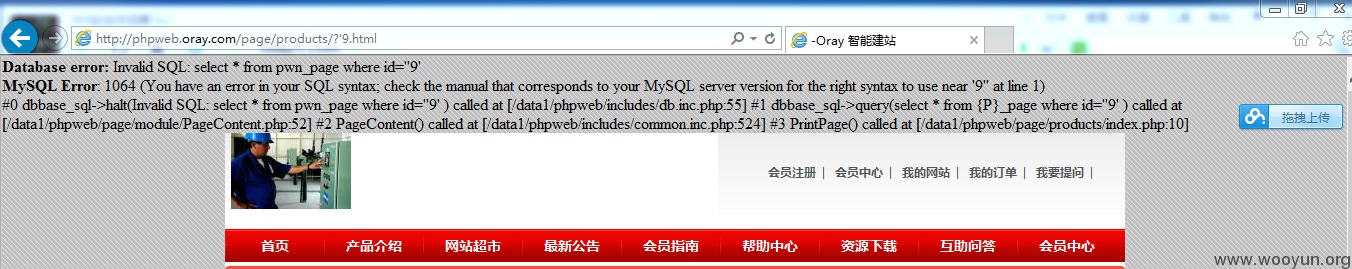 http://phpweb.oray.com/page/products/?'9.html
-Oray 智能建站
Database error: Invalid SQL: select * from pwn_page where id=''9'
MySQL Error: 1064 (You have an error in your SQL syntax; check the manual that corresponds to your MySQL server version for the right syntax to use near '9'' at line 1)
#0 dbbase_sql->halt(Invalid SQL: select * from pwn_page where id=''9' ) called at [/data1/phpweb/includes/db.inc.php:55] #1 dbbase_sql->query(select * from {P}_page where id=''9' ) called at
[/data1/phpweb/page/module/PageContent.php:52] #2 PageContent() called at [/data1/phpweb/includes/common.inc.php:524] #3 PrintPage() called at [/data1/phpweb/page/products/index.php:10]
拖拽上传
会员注册 | 会员中心 | 我的网站 | 我的订单 | 我要提问 |
首页 产品介绍 网站超市 最新公告 会员指南 帮助中心 资源下载 互助问答 会员中心
www.wooyun.org